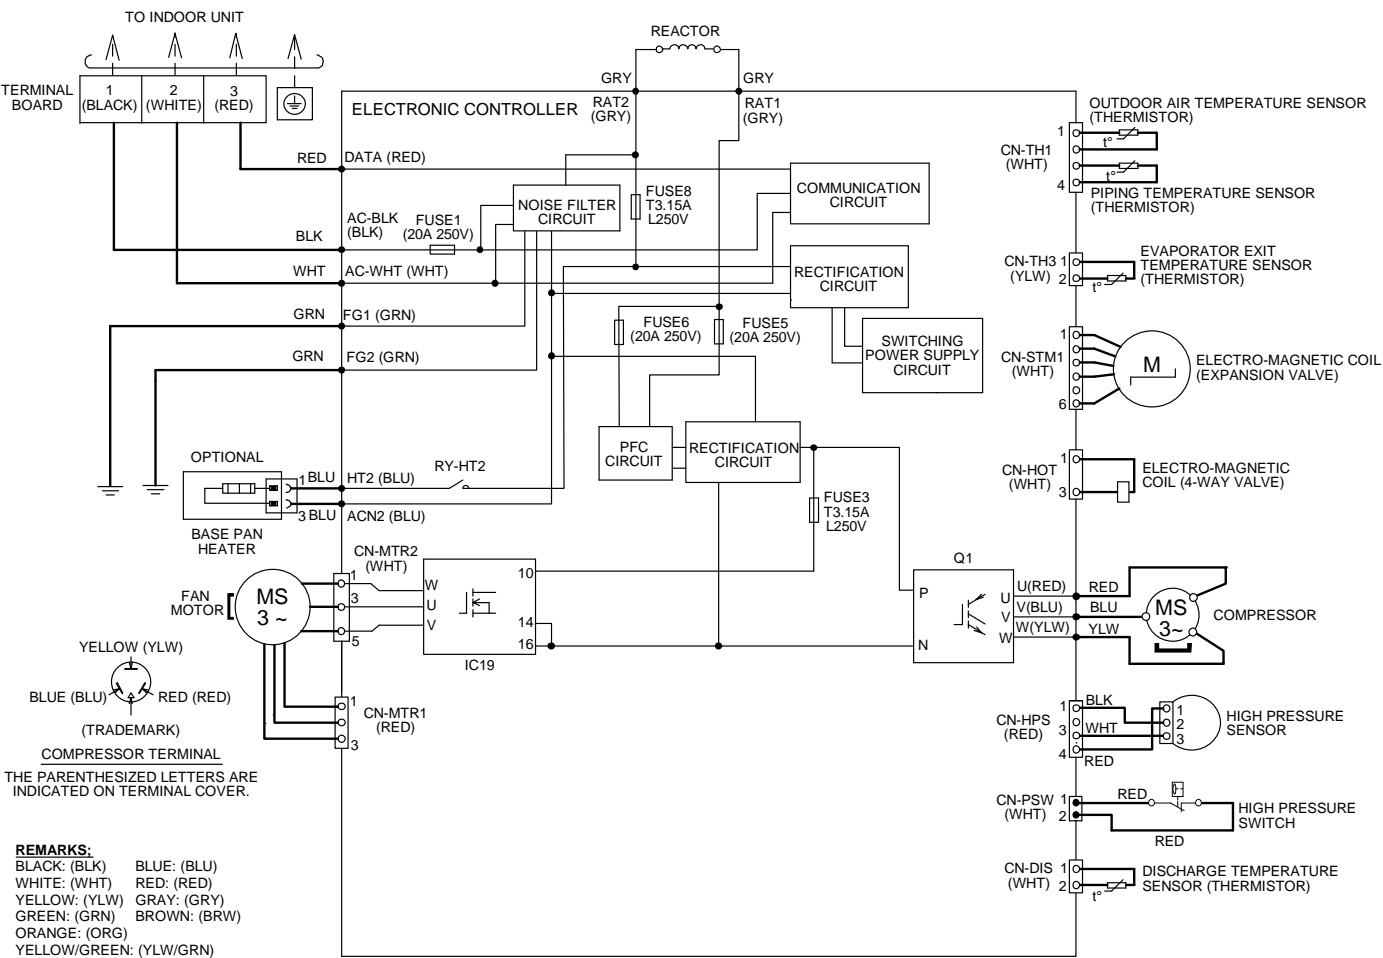 TO INDOOR UNIT
TERMINAL
BOARD
1
(BLACK)
2
(WHITE)
3
(RED)
REACTOR
GRY
GRY
RAT2
(GRY)
RAT1
(GRY)
ELECTRONIC CONTROLLER
RED
DATA (RED)
NOISE FILTER
CIRCUIT
FUSE8
T3.15A
L250V
COMMUNICATION
CIRCUIT
AC-BLK
(BLK)
FUSE1
(20A 250V)
BLK
WHT
AC-WHT (WHT)
RECTIFICATION
CIRCUIT
GRN
FG1 (GRN)
FUSE6
(20A 250V)
FUSE5
(20A 250V)
SWITCHING
POWER SUPPLY
CIRCUIT
GRN
FG2 (GRN)
PFC
CIRCUIT
RECTIFICATION
CIRCUIT
OPTIONAL
1
BLU
HT2 (BLU)
RY-HT2
3
BLU
ACN2 (BLU)
BASE PAN
HEATER
FUSE3
T3.15A
L250V
CN-MTR2
(WHT)
FAN
MOTOR
MS
3 ~
1
3
5
W
U
V
10
14
16
IC19
Q1
P
N
U
V
W
U(RED)
V(BLU)
W(YLW)
RED
BLU
YLW
MS
3~
COMPRESSOR
YELLOW (YLW)
BLUE (BLU)
RED (RED)
(TRADEMARK)
COMPRESSOR TERMINAL
THE PARENTHESIZED LETTERS ARE
INDICATED ON TERMINAL COVER.
1
3
CN-MTR1
(RED)
OUTDOOR AIR TEMPERATURE SENSOR
(THERMISTOR)
CN-TH1
(WHT)
1
4
t°
t°
PIPING TEMPERATURE SENSOR
(THERMISTOR)
CN-TH3
(YLW)
1
2
t°
EVAPORATOR EXIT
TEMPERATURE SENSOR
(THERMISTOR)
CN-STM1
(WHT)
1
6
M
ELECTRO-MAGNETIC COIL
(EXPANSION VALVE)
CN-HOT
(WHT)
1
3
ELECTRO-MAGNETIC
COIL (4-WAY VALVE)
CN-HPS
(RED)
1
3
4
BLK
WHT
RED
1
2
3
HIGH PRESSURE
SENSOR
CN-PSW
(WHT)
1
2
RED
RED
HIGH PRESSURE
SWITCH
CN-DIS
(WHT)
1
2
t°
DISCHARGE TEMPERATURE
SENSOR (THERMISTOR)
REMARKS;
BLACK: (BLK) BLUE: (BLU)
WHITE: (WHT) RED: (RED)
YELLOW: (YLW) GRAY: (GRY)
GREEN: (GRN) BROWN: (BRW)
ORANGE: (ORG)
YELLOW/GREEN: (YLW/GRN)